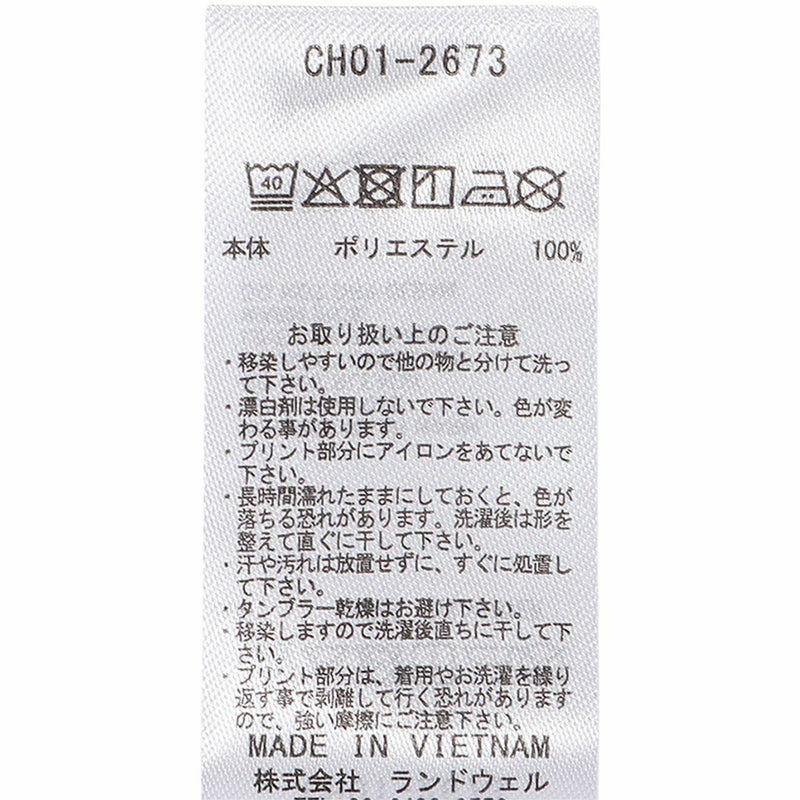 CH01-2673
40
本体 ポリエステル 100%
お取り扱い上のご注意
・移染しやすいので他の物と分けて洗っ
て下さい。
・漂白剤は使用しないで下さい。色が変
わる事があります。
・プリント部分にアイロンをあてないで
下さい。
・長時間濡れたままにしておくと、色が
落ちる恐れがあります。洗濯後は形を
整えて直ぐに干して下さい。
・汗や汚れは放置せずに、すぐに処置し
て下さい。
・タンブラー乾燥はお避け下さい。
・移染しますので洗濯後直ちに干して下
さい。
・プリント部分は、着用やお洗濯を繰り
返す事で剥離して行く恐れがあります
ので、強い摩擦にご注意下さい。
MADE IN VIETNAM
株式会社 ランドウェル